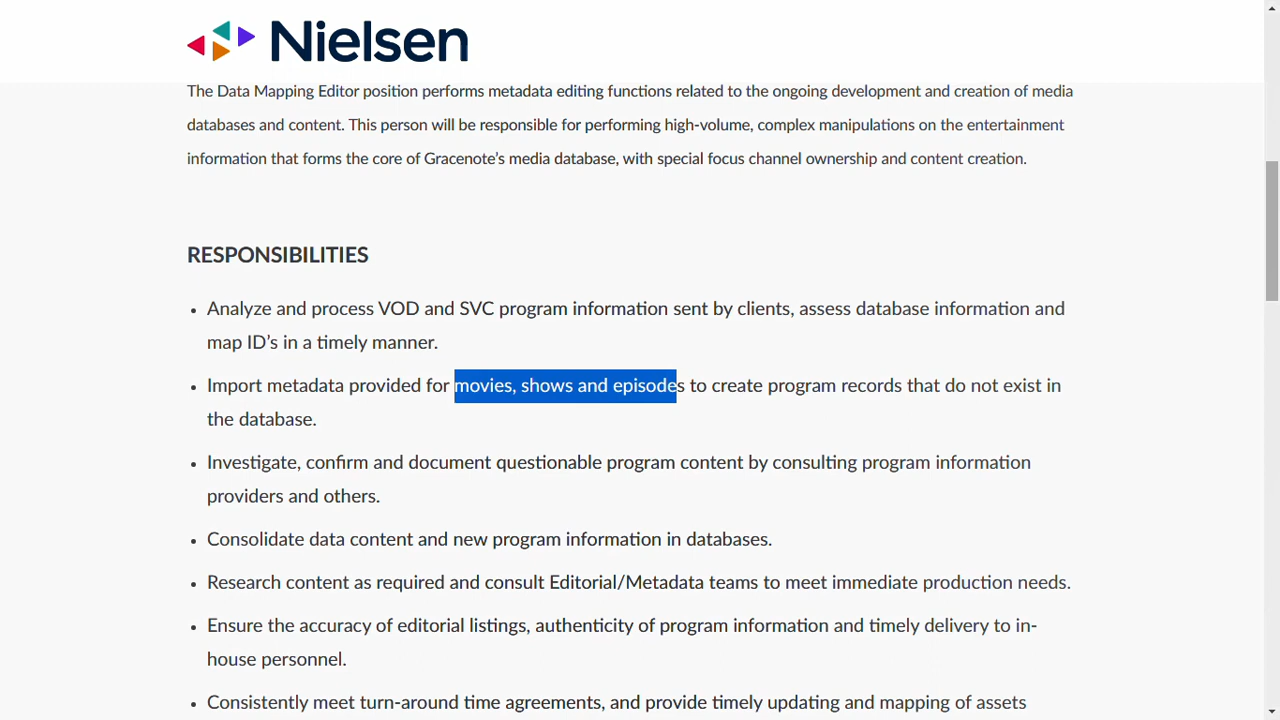 Nielsen
The Data Mapping Editor position performs metadata editing functions related to the ongoing development and creation of media
databases and content. This person will be responsible for performing high-volume, complex manipulations on the entertainment
information that forms the core of Gracenote’s media database, with special focus channel ownership and content creation.
RESPONSIBILITIES
• Analyze and process VOD and SVC program information sent by clients, assess database information and
map ID’s in a timely manner.
• Import metadata provided for movies, shows and episodes to create program records that do not exist in
the database.
• Investigate, confirm and document questionable program content by consulting program information
providers and others.
• Consolidate data content and new program information in databases.
• Research content as required and consult Editorial/Metadata teams to meet immediate production needs.
• Ensure the accuracy of editorial listings, authenticity of program information and timely delivery to in-
house personnel.
• Consistently meet turn-around time agreements, and provide timely updating and mapping of assets